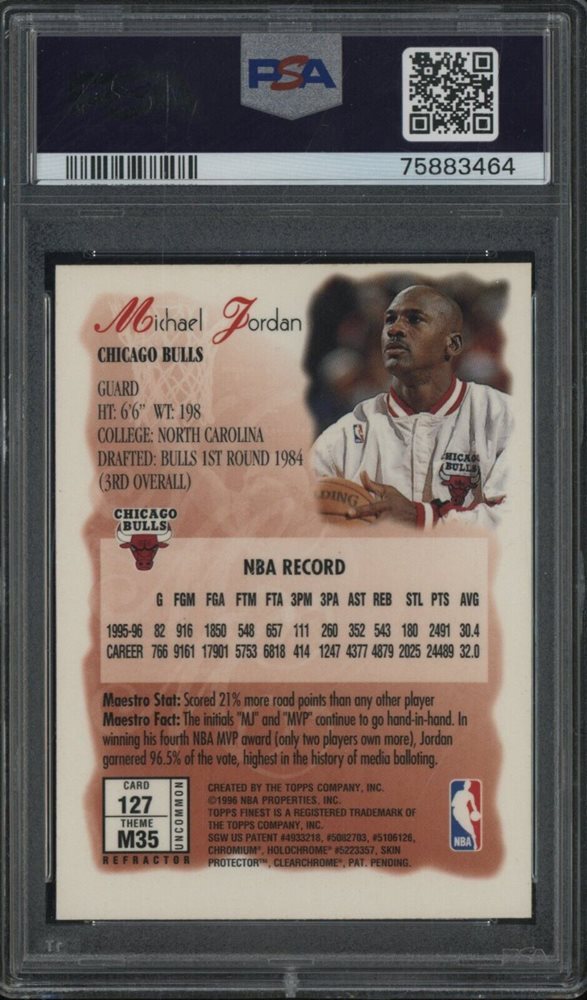 PSA
75883464
Michael Jordan
CHICAGO BULLS
GUARD
HT: 6'6" WT: 198
COLLEGE: NORTH CAROLINA
DRAFTED: BULLS 1ST ROUND 1984
(3RD OVERALL)
CHICAGO
BULLS
CHICAGO
BULLS
NBA RECORD
G FGM FGA FTM FTA 3PM 3PA AST REB STL PTS AVG
1995-96 82 916 1850 548 657 111 260 352 543 180 2491 30.4
CAREER 766 9161 17901 5753 6818 414 1247 4377 4879 2025 24489 32.0
Maestro Stat: Scored 21% more road points than any other player
Maestro Fact: The initials "MJ" and "MVP" continue to go hand-in-hand. In
winning his fourth NBA MVP award (only two players own more), Jordan
garnered 96.5% of the vote, highest in the history of media balloting.
CARD
127
THEME
M35
UNCOMMON
REFRACTOR
CREATED BY THE TOPPS COMPANY, INC.
©1996 NBA PROPERTIES, INC.
TOPPS FINEST IS A REGISTERED TRADEMARK OF
THE TOPPS COMPANY, INC.
SGW US PATENT #4933218, #5082703, #5106126,
CHROMIUM®, HOLOCHROME® #5223357, SKIN
PROTECTOR™, CLEARCHROME®, PAT. PENDING.
NBA
PSA